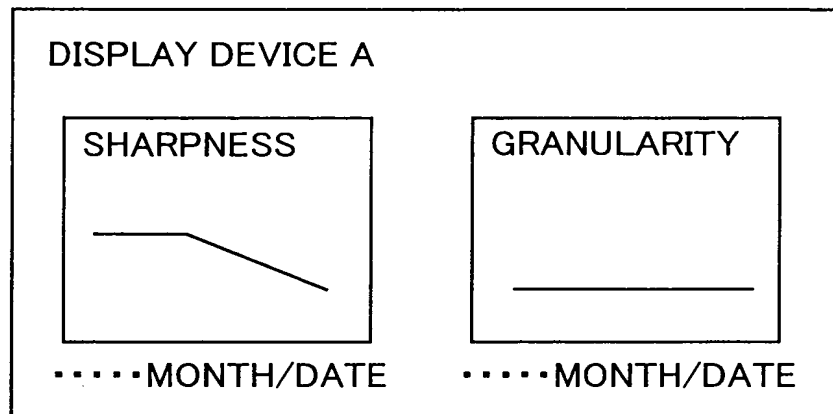 DISPLAY DEVICE A
SHARPNESS
GRANULARITY
·····MONTH/DATE
·····MONTH/DATE